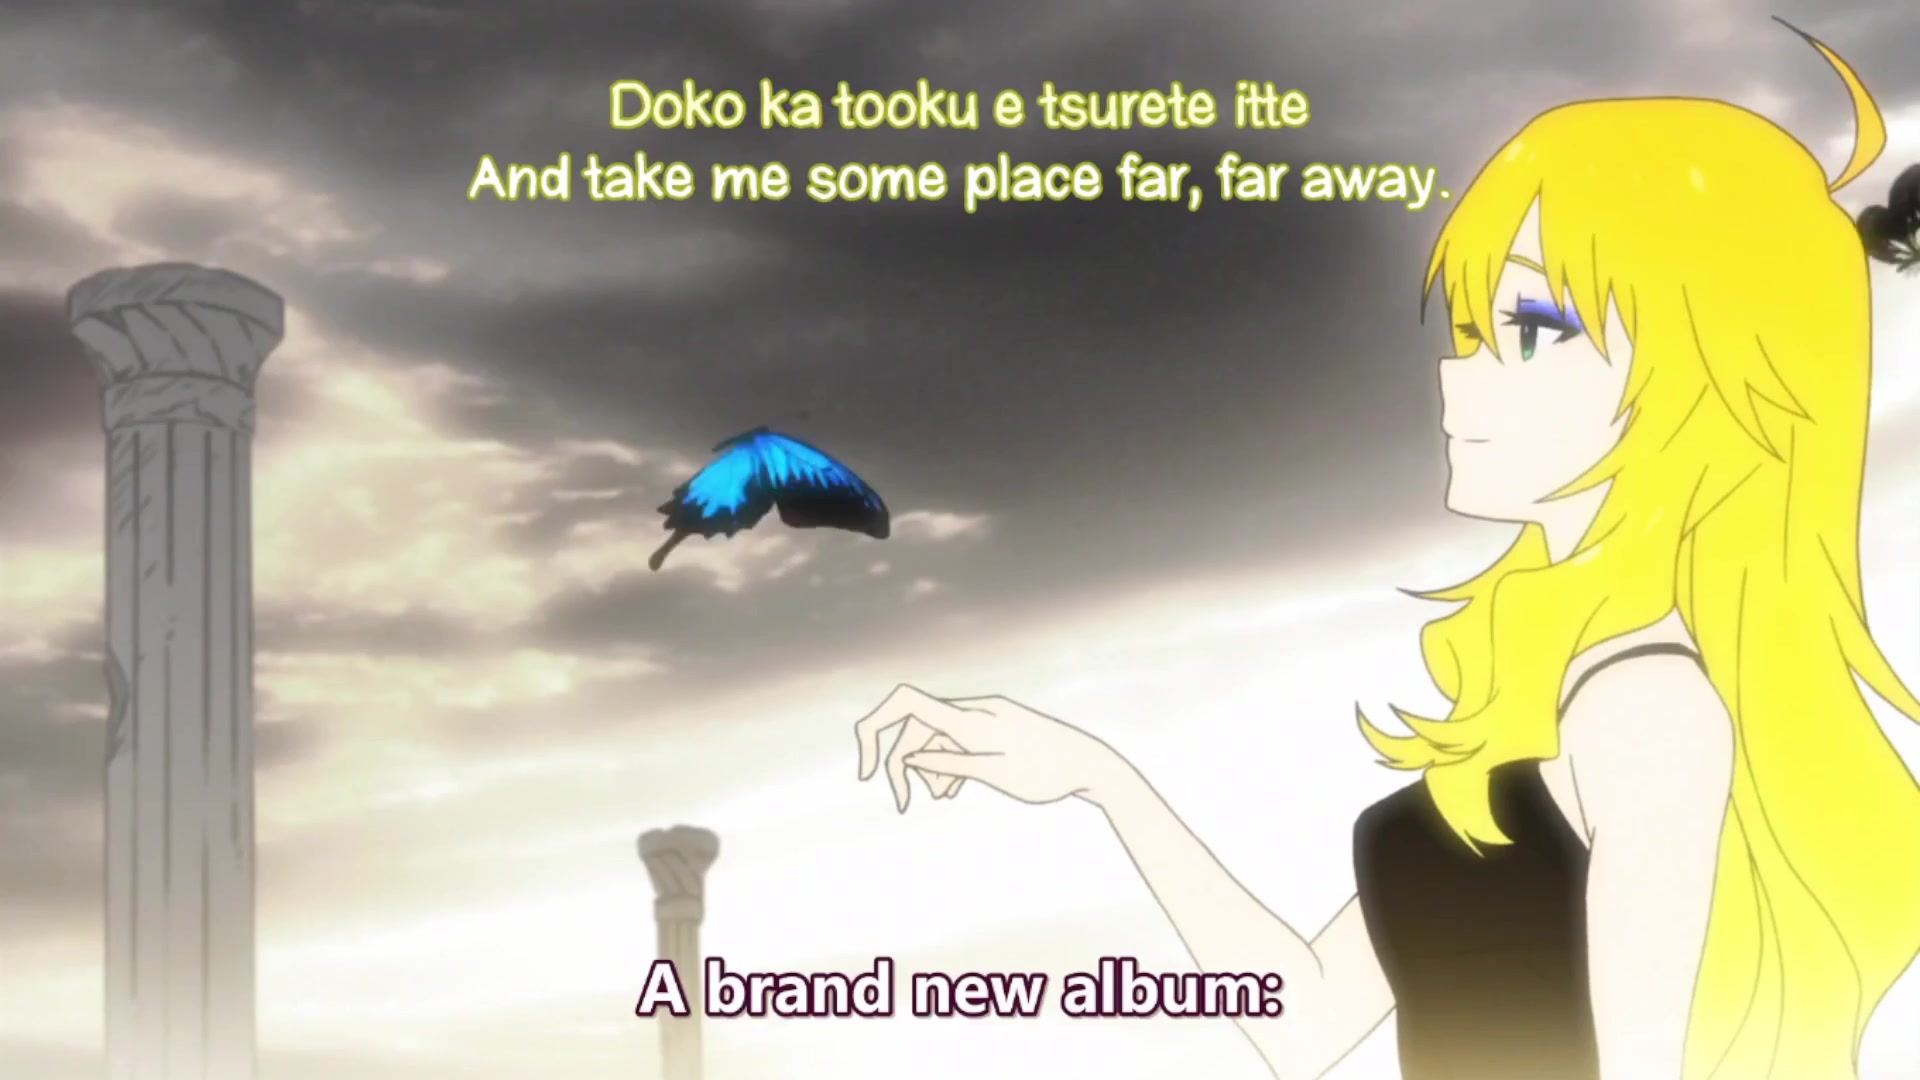 Doko ka tooku e tsurete itte
And take me some place far, far away.
A brand new album: